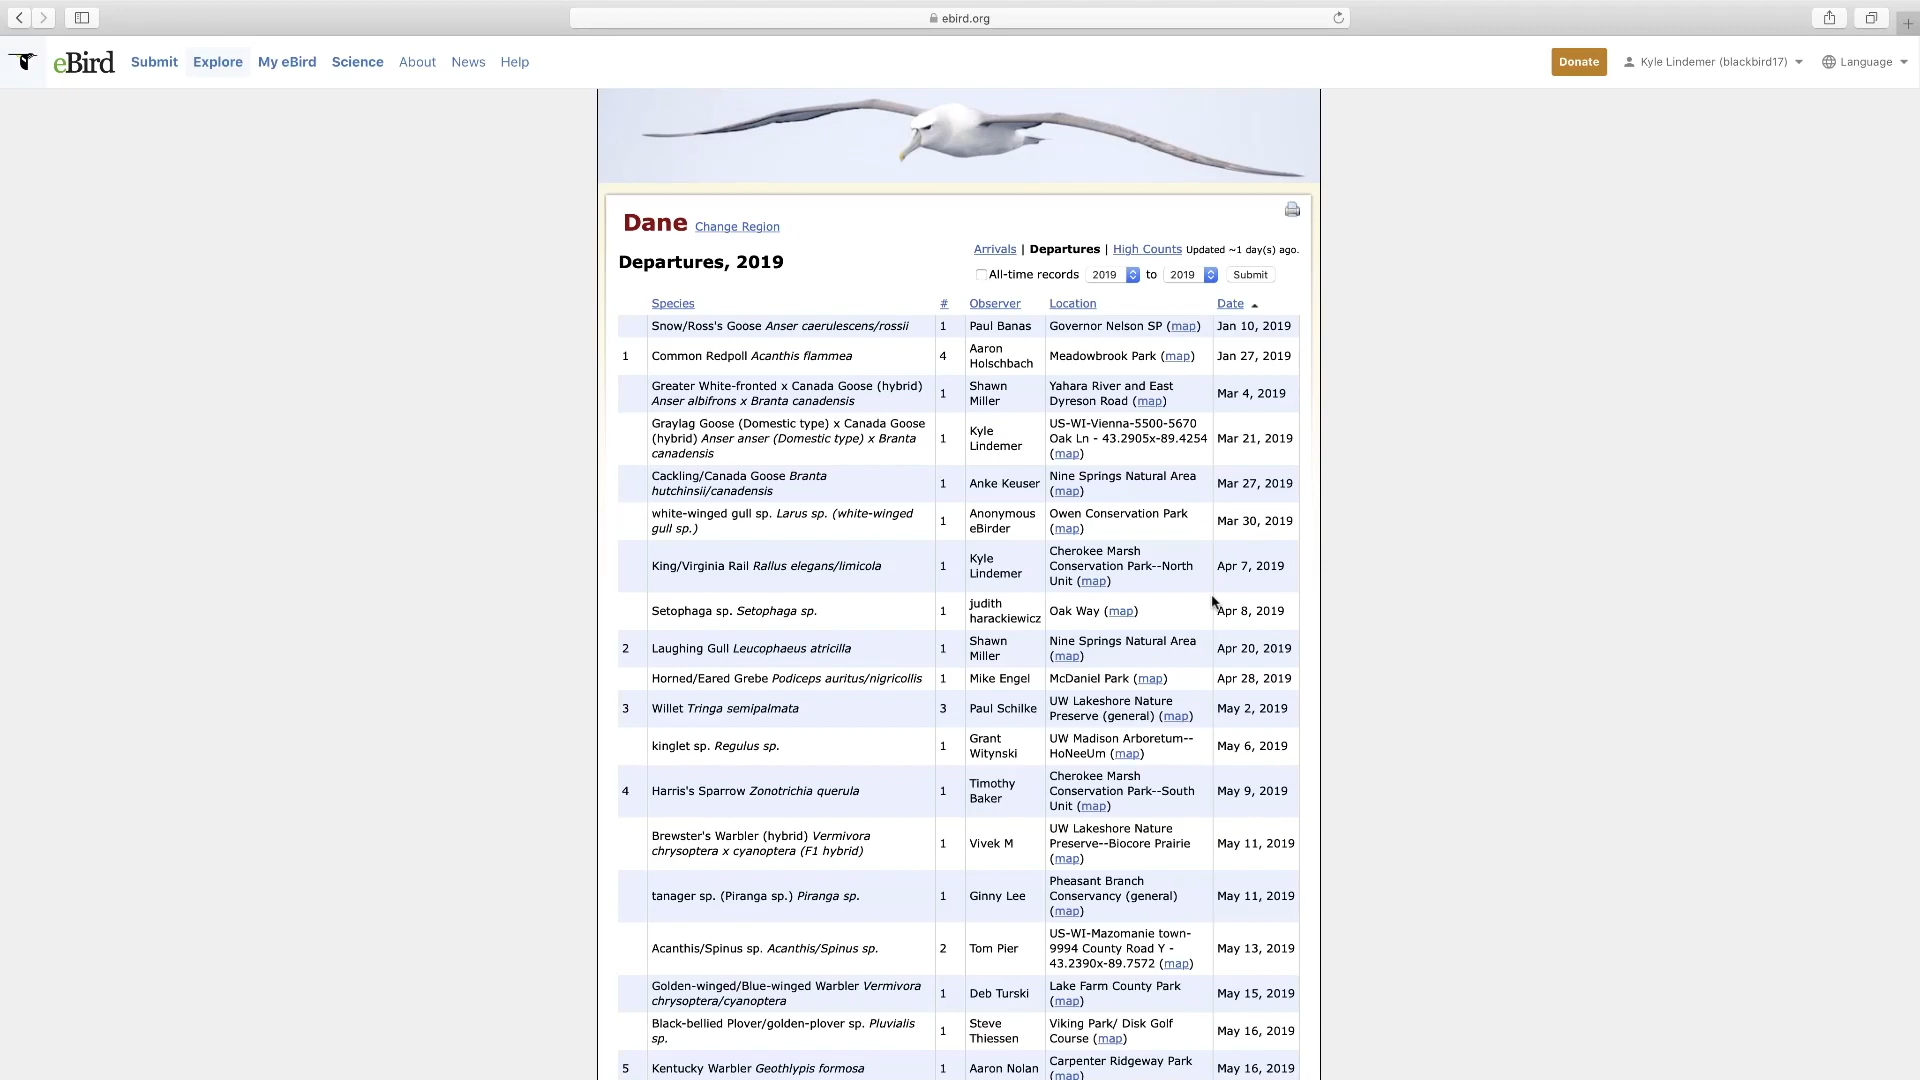 ebird.org
eBird Submit Explore My eBird Science About News Help Donate Kyle Lindemer (blackbird17) Language
Dane Change Region
Arrivals | Departures | High Counts Updated ~1 day(s) ago.
Departures, 2019
All-time records 2019 to 2019 Submit
Species # Observer Location Date
Snow/Ross's Goose Anser caerulescens/rossii 1 Paul Banas Governor Nelson SP (map) Jan 10, 2019
1 Common Redpoll Acanthis flammea 4 Aaron
Holschbach Meadowbrook Park (map) Jan 27, 2019
Greater White-fronted x Canada Goose (hybrid)
Anser albifrons x Branta canadensis 1 Shawn
Miller Yahara River and East
Dyreson Road (map) Mar 4, 2019
Graylag Goose (Domestic type) x Canada Goose
(hybrid) Anser anser (Domestic type) x Branta
canadensis 1 Kyle
Lindemer US-WI-Vienna-5500-5670
Oak Ln - 43.2905x-89.4254
(map) Mar 21, 2019
Cackling/Canada Goose Branta
hutchinsii/canadensis 1 Anke Keuser Nine Springs Natural Area
(map) Mar 27, 2019
white-winged gull sp. Larus sp. (white-winged
gull sp.) 1 Anonymous
eBirder Owen Conservation Park
(map) Mar 30, 2019
King/Virginia Rail Rallus elegans/limicola 1 Kyle
Lindemer Cherokee Marsh
Conservation Park--North
Unit (map) Apr 7, 2019
Setophaga sp. Setophaga sp. 1 judith
harackiewicz Oak Way (map) Apr 8, 2019
2 Laughing Gull Leucophaeus atricilla 1 Shawn
Miller Nine Springs Natural Area
(map) Apr 20, 2019
Horned/Eared Grebe Podiceps auritus/nigricollis 1 Mike Engel McDaniel Park (map) Apr 28, 2019
3 Willet Tringa semipalmata 3 Paul Schilke UW Lakeshore Nature
Preserve (general) (map) May 2, 2019
kinglet sp. Regulus sp. 1 Grant
Witynski UW Madison Arboretum--
HoNeeUm (map) May 6, 2019
4 Harris's Sparrow Zonotrichia querula 1 Timothy
Baker Cherokee Marsh
Conservation Park--South
Unit (map) May 9, 2019
Brewster's Warbler (hybrid) Vermivora
chrysoptera x cyanoptera (F1 hybrid) 1 Vivek M UW Lakeshore Nature
Preserve--Biocore Prairie
(map) May 11, 2019
tanager sp. (Piranga sp.) Piranga sp. 1 Ginny Lee Pheasant Branch
Conservancy (general)
(map) May 11, 2019
Acanthis/Spinus sp. Acanthis/Spinus sp. 2 Tom Pier US-WI-Mazomanie town-
9994 County Road Y -
43.2390x-89.7572 (map) May 13, 2019
Golden-winged/Blue-winged Warbler Vermivora
chrysoptera/cyanoptera 1 Deb Turski Lake Farm County Park
(map) May 15, 2019
Black-bellied Plover/golden-plover sp. Pluvialis
sp. 1 Steve
Thiessen Viking Park/ Disk Golf
Course (map) May 16, 2019
5 Kentucky Warbler Geothlypis formosa 1 Aaron Nolan Carpenter Ridgeway Park
(map) May 16, 2019